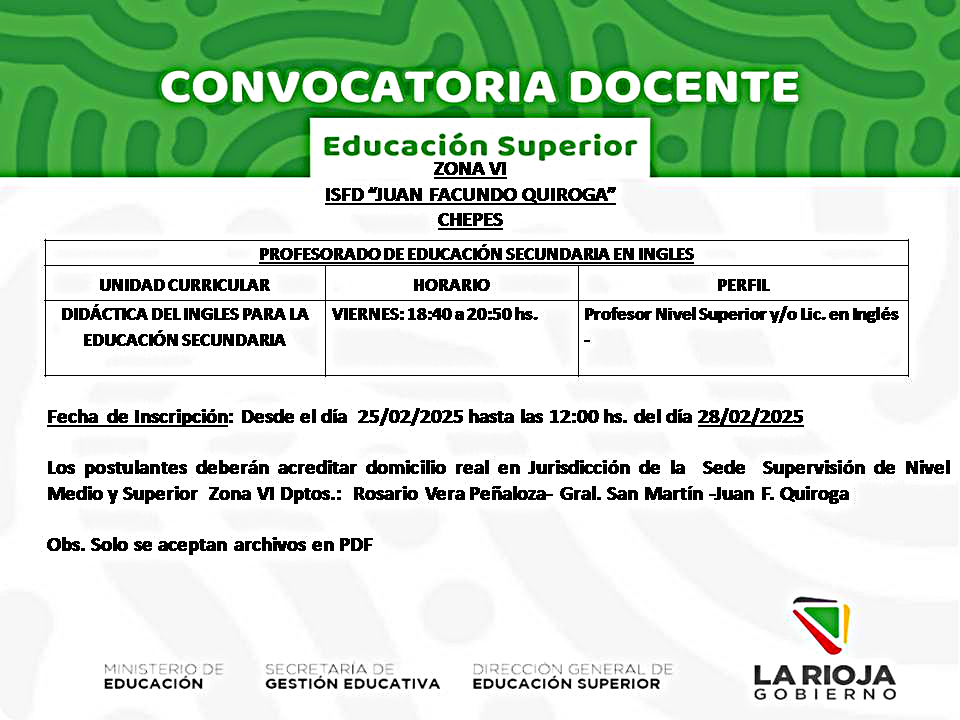 CONVOCATORIA DOCENTE
Educación Superior
ZONA VI
ISFD “JUAN FACUNDO QUIROGA”
CHEPES
PROFESORADO DE EDUCACIÓN SECUNDARIA EN INGLES
UNIDAD CURRICULAR HORARIO PERFIL
DIDÁCTICA DEL INGLES PARA LA VIERNES: 18:40 a 20:50 hs. Profesor Nivel Superior y/o Lic. en Inglés
EDUCACIÓN SECUNDARIA -
Fecha de Inscripción: Desde el día 25/02/2025 hasta las 12:00 hs. del día 28/02/2025
Los postulantes deberán acreditar domicilio real en Jurisdicción de la Sede Supervisión de Nivel
Medio y Superior Zona VI Dptos.: Rosario Vera Peñaloza- Gral. San Martín -Juan F. Quiroga
Obs. Solo se aceptan archivos en PDF
MINISTERIO DE SECRETARÍA DE DIRECCIÓN GENERAL DE
EDUCACIÓN GESTIÓN EDUCATIVA EDUCACIÓN SUPERIOR
LA RIOJA
GOBIERNO